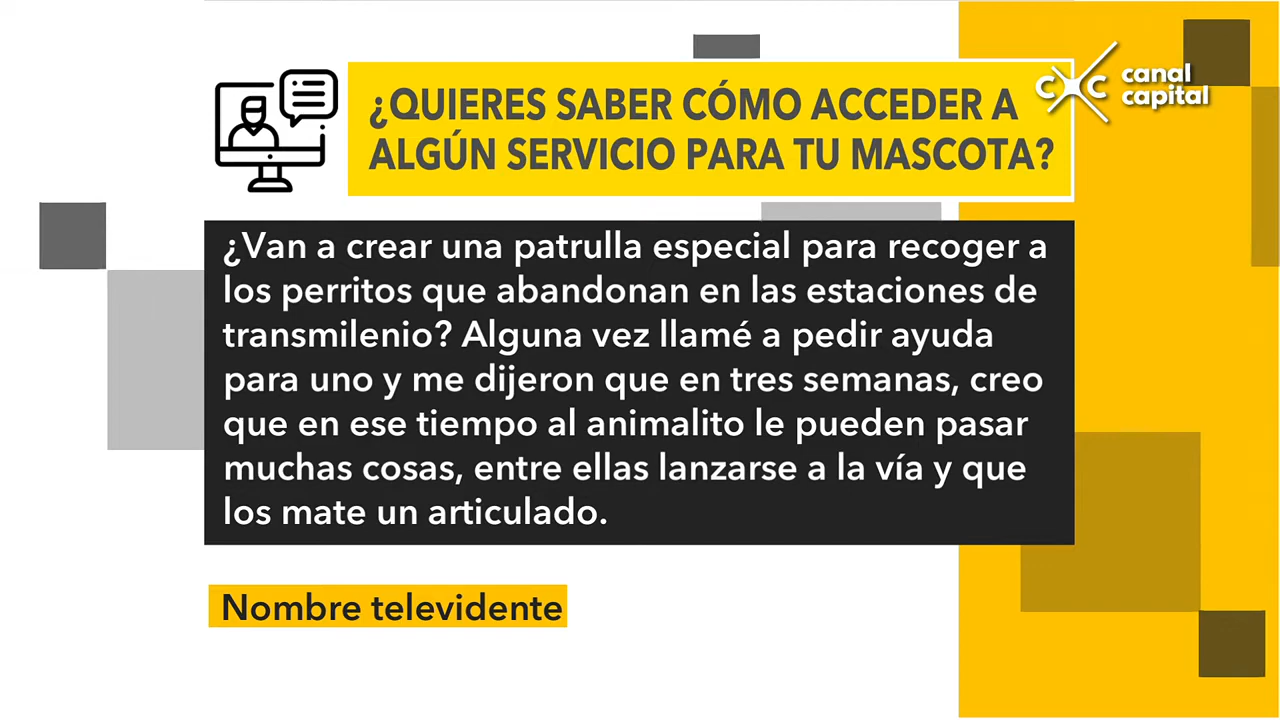 ¿QUIERES SABER CÓMO ACCEDER A
ALGÚN SERVICIO PARA TU MASCOTA?
cxc canal
capital
¿Van a crear una patrulla especial para recoger a
los perritos que abandonan en las estaciones de
transmilenio? Alguna vez llamé a pedir ayuda
para uno y me dijeron que en tres semanas, creo
que en ese tiempo al animalito le pueden pasar
muchas cosas, entre ellas lanzarse a la vía y que
los mate un articulado.
Nombre televidente